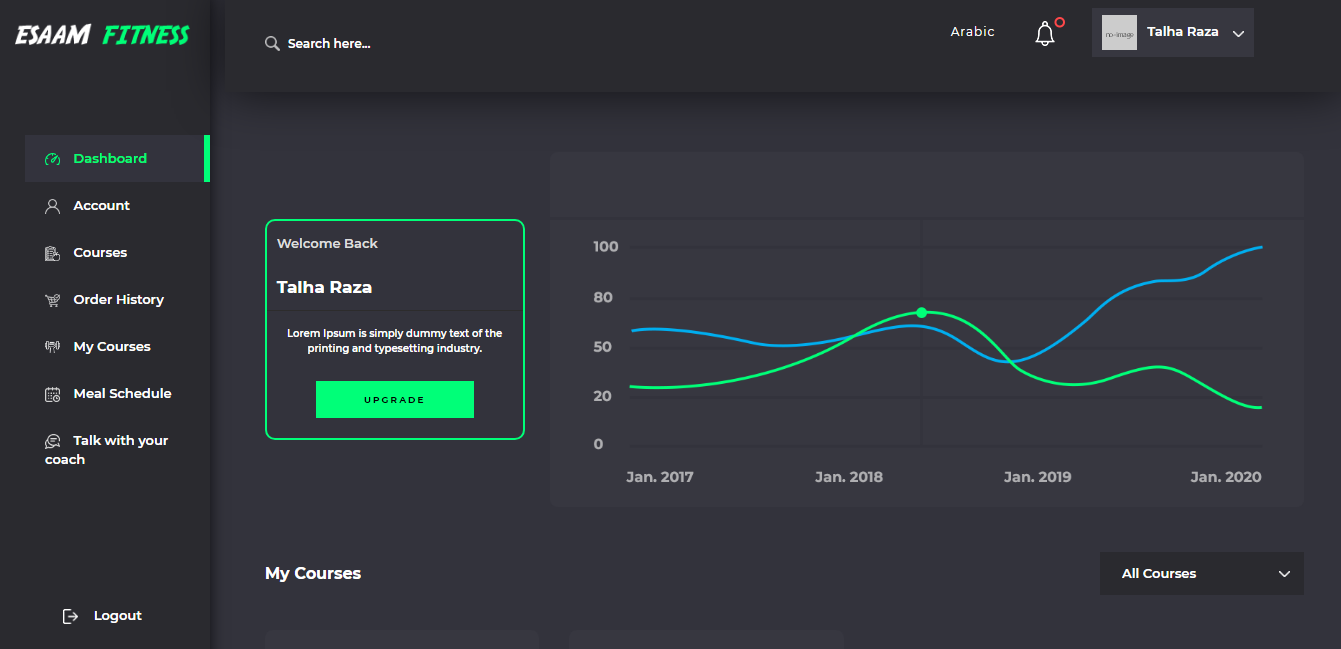 ESAAM FITNESS
Search here...
Arabic
no-image
Talha Raza
Dashboard
Account
Courses
Order History
My Courses
Meal Schedule
Talk with your
coach
Logout
Welcome Back
Talha Raza
Lorem Ipsum is simply dummy text of the
printing and typesetting industry.
UPGRADE
100
80
50
20
0
Jan. 2017 Jan. 2018 Jan. 2019 Jan. 2020
My Courses
All Courses